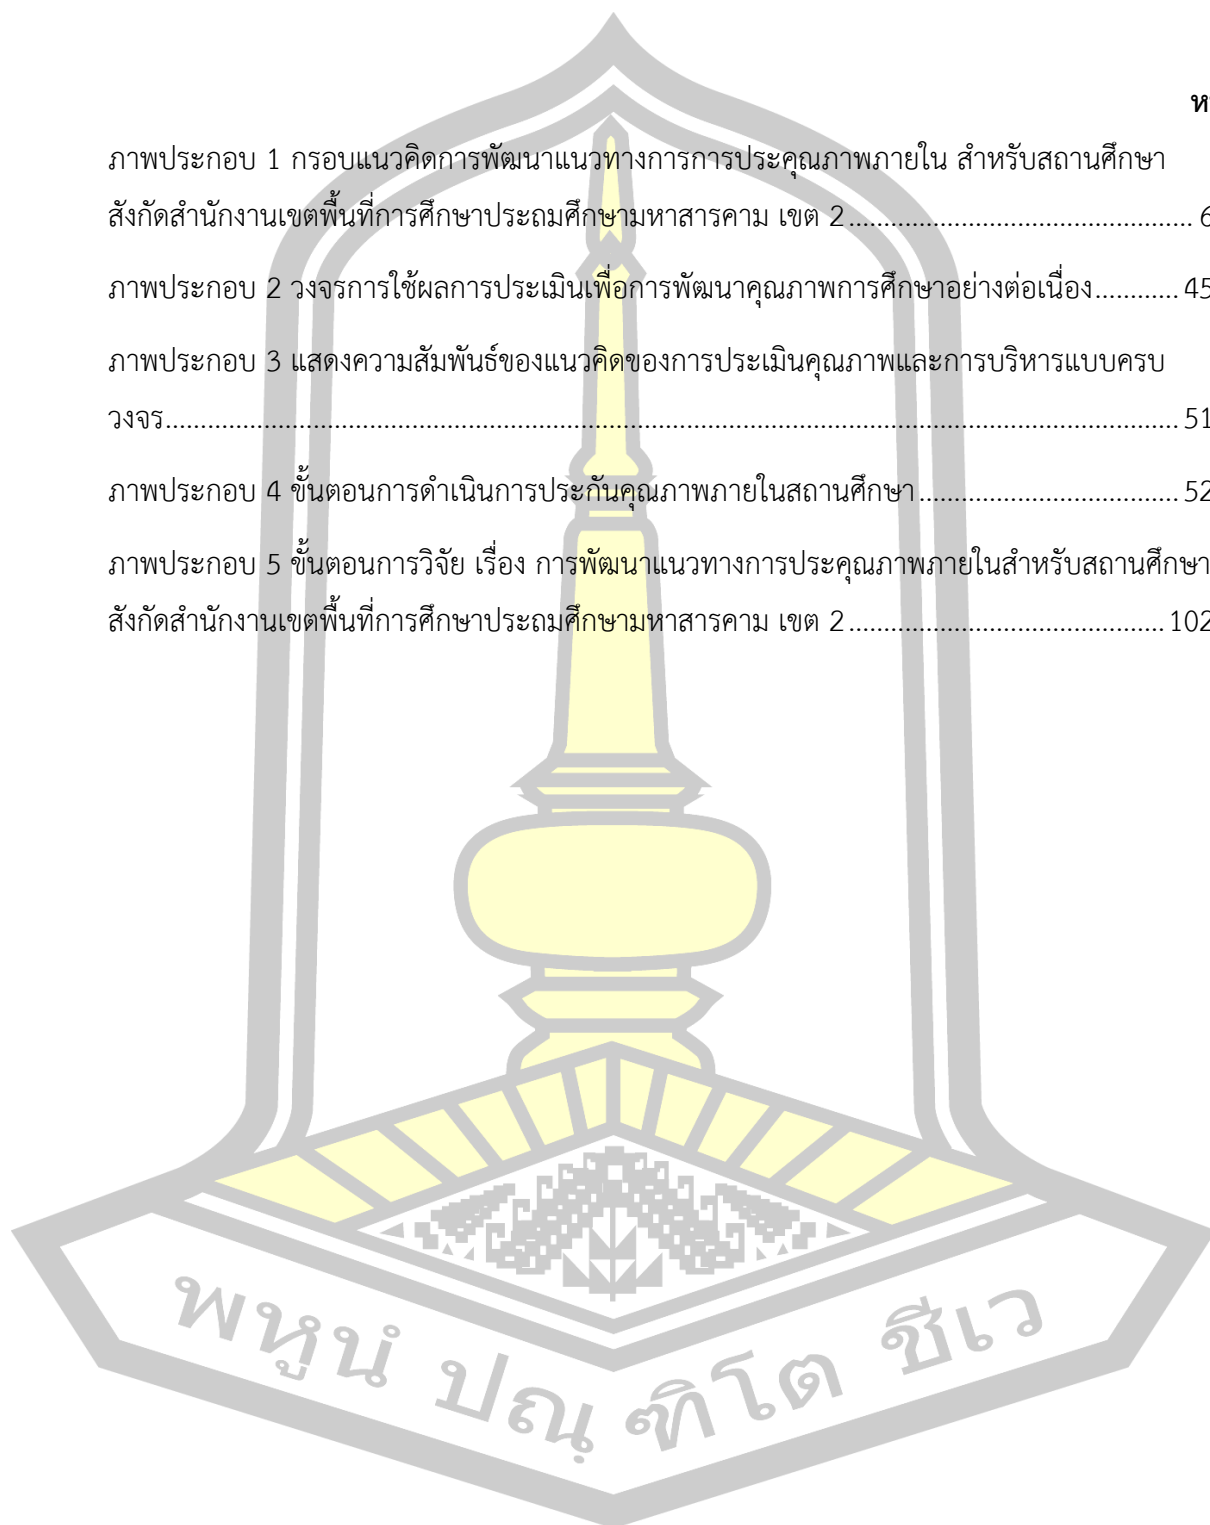 ภาพประกอบ 1 กรอบแนวคิดการพัฒนาแนวทางการการประคุณภาพภายใน สำหรับสถานศึกษา
สังกัดสำนักงานเขตพื้นที่การศึกษาประถมศึกษามหาสารคาม เขต 2 ................................................. 6
ภาพประกอบ 2 วงจรการใช้ผลการประเมินเพื่อการพัฒนาคุณภาพการศึกษาอย่างต่อเนื่อง ............ 45
ภาพประกอบ 3 แสดงความสัมพันธ์ของแนวคิดของการประเมินคุณภาพและการบริหารแบบครบ
วงจร ................................................................................................................................................ 51
ภาพประกอบ 4 ขั้นตอนการดำเนินการประกันคุณภาพภายในสถานศึกษา ..................................... 52
ภาพประกอบ 5 ขั้นตอนการวิจัย เรื่อง การพัฒนาแนวทางการประคุณภาพภายในสำหรับสถานศึกษา
สังกัดสำนักงานเขตพื้นที่การศึกษาประถมศึกษามหาสารคาม เขต 2 ............................................. 102
พหูนํ ปณฺฑิโต ชีเว